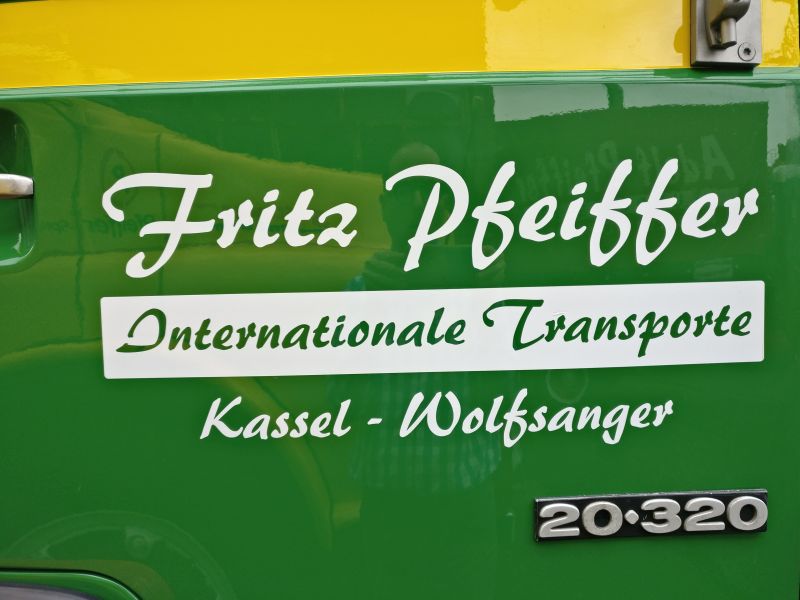 Fritz Pfeiffer
Internationale Transporte
Kassel - Wolfsanger
20·320